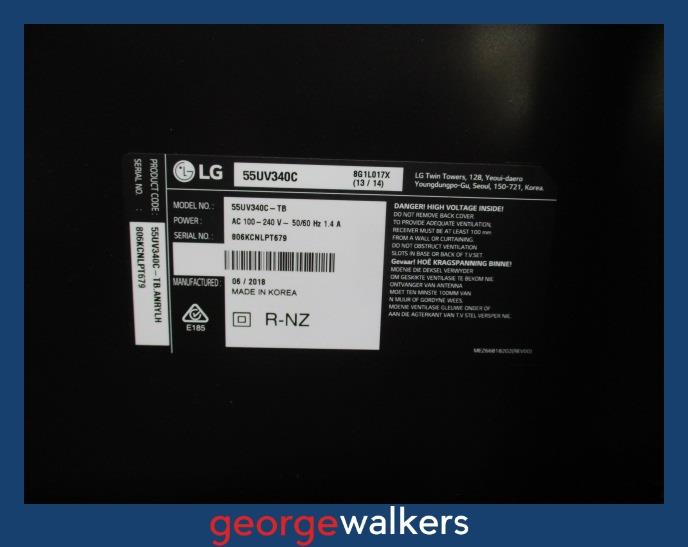 PRODUCT CODE : 55UV340C-TB.ANRYLH
SERIAL NO. : 806KCNLPT679
LG 55UV340C 8G1L017X
(13 / 14)
LG Twin Towers, 128, Yeoui-daero
Youngdungpo-Gu, Seoul, 150-721, Korea.
MODEL NO. : 55UV340C-TB
POWER : AC 100-240 V~ 50/60 Hz 1.4 A
SERIAL NO. : 806KCNLPT679
MANUFACTURED : 06 / 2018
MADE IN KOREA
E185
R-NZ
DANGER! HIGH VOLTAGE INSIDE!
DO NOT REMOVE BACK COVER.
TO PROVIDE ADEQUATE VENTILATION,
RECEIVER MUST BE AT LEAST 100 mm
FROM A WALL OR CURTAINING.
DO NOT OBSTRUCT VENTILATION
SLOTS IN BASE OR BACK OF T.V.SET.
Gevaar! HOË KRAGSPANNING BINNE!
MOENIE DIE DEKSEL VERWYDER
OM GESKIKTE VENTILASIE TE BEKOM NIE
ONTVANGER VAN ANTENNA
MOET TEN MINSTE 100MM VAN
N MUUR OF GORDYNE WEES.
MOENIE VENTILASIE GLEUWE ONDER OF
AAN DIE AGTERKANT VAN T.V STEL VERSPER NIE.
georgewalkers